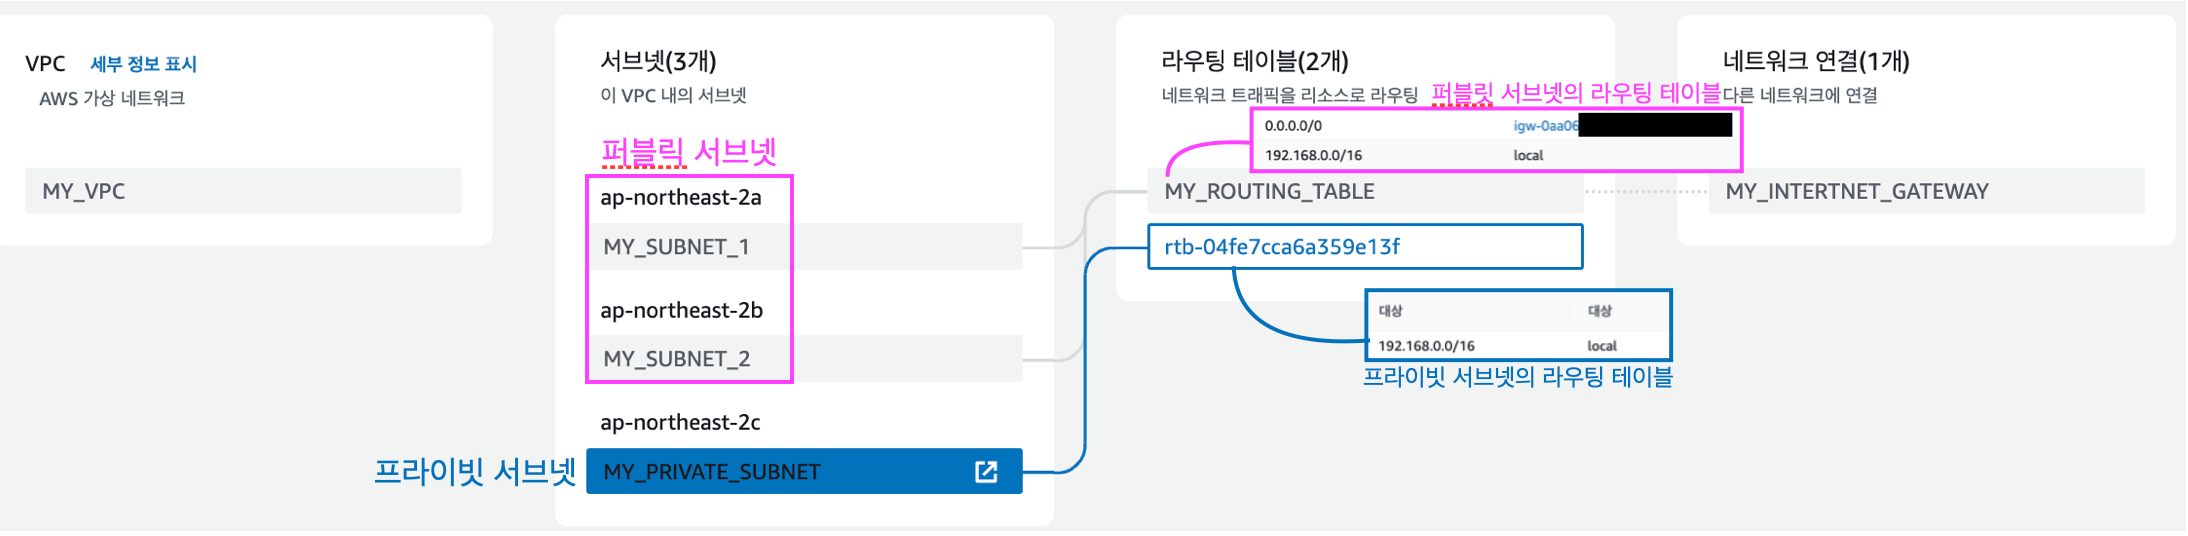 VPC 세부 정보 표시
AWS 가상 네트워크
MY_VPC
서브넷(3개)
이 VPC 내의 서브넷
퍼블릭 서브넷
ap-northeast-2a
MY_SUBNET_1
ap-northeast-2b
MY_SUBNET_2
ap-northeast-2c
프라이빗 서브넷
MY_PRIVATE_SUBNET
라우팅 테이블(2개)
네트워크 트래픽을 리소스로 라우팅
퍼블릿 서브넷의 라우팅 테이블
0.0.0.0/0 igw-0aa06
192.168.0.0/16 local
MY_ROUTING_TABLE
rtb-04fe7cca6a359e13f
대상 대상
192.168.0.0/16 local
프라이빗 서브넷의 라우팅 테이블
네트워크 연결(1개)
다른 네트워크에 연결
MY_INTERTNET_GATEWAY